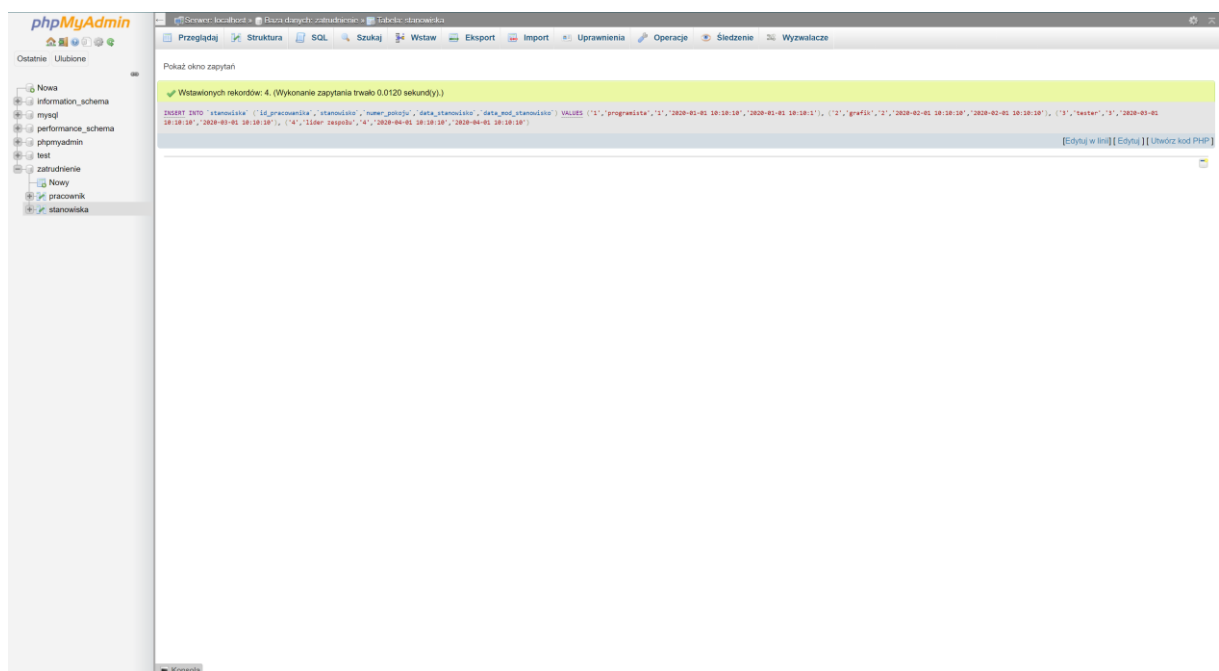 phpMyAdmin
Ostatnie Ulubione
Nowa
information_schema
mysql
performance_schema
phpmyadmin
test
zatrudnienie
Nowy
pracownik
stanowiska
Serwer: localhost » Baza danych: zatrudnienie » Tabela: stanowiska
Przeglądaj Struktura SQL Szukaj Wstaw Eksport Import Uprawnienia Operacje Śledzenie Wyzwalacze
Pokaż okno zapytań
Wstawionych rekordów: 4. (Wykonanie zapytania trwało 0.0120 sekund(y).)
INSERT INTO `stanowiska` (`id_pracowanika`,`stanowisko`,`numer_pokoju`,`data_stanowisko`,`data_mod_stanowisko`) VALUES ('1','programista','1','2020-01-01 10:10:10','2020-01-01 10:10:1'), ('2','grafik','2','2020-02-01 10:10:10','2020-02-01 10:10:10'), ('3','tester','3','2020-03-01
10:10:10','2020-03-01 10:10:10'), ('4','lider zespołu','4','2020-04-01 10:10:10','2020-04-01 10:10:10')
[Edytuj w linii] [ Edytuj ] [ Utwórz kod PHP ]
Konsola